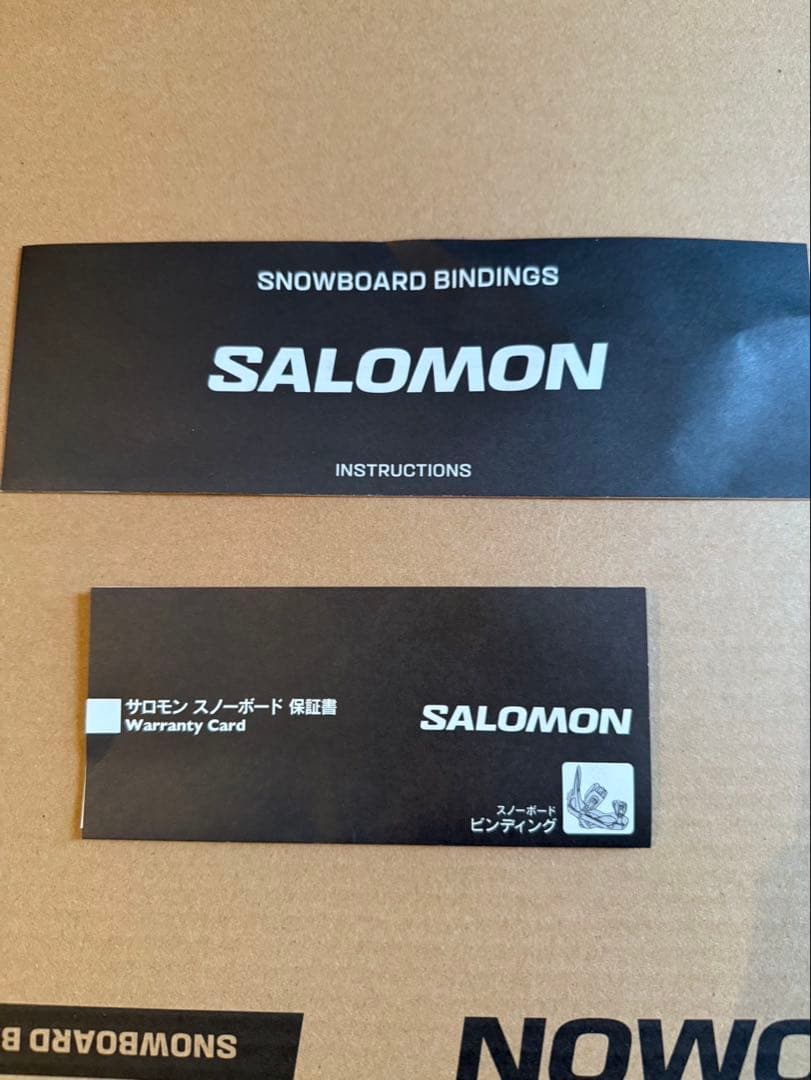 SNOWBOARD BINDINGS
SALOMON
INSTRUCTIONS
サロモン スノーボード 保証書
Warranty Card
SALOMON
スノーボード
ビンディング
SNOWBOARD B